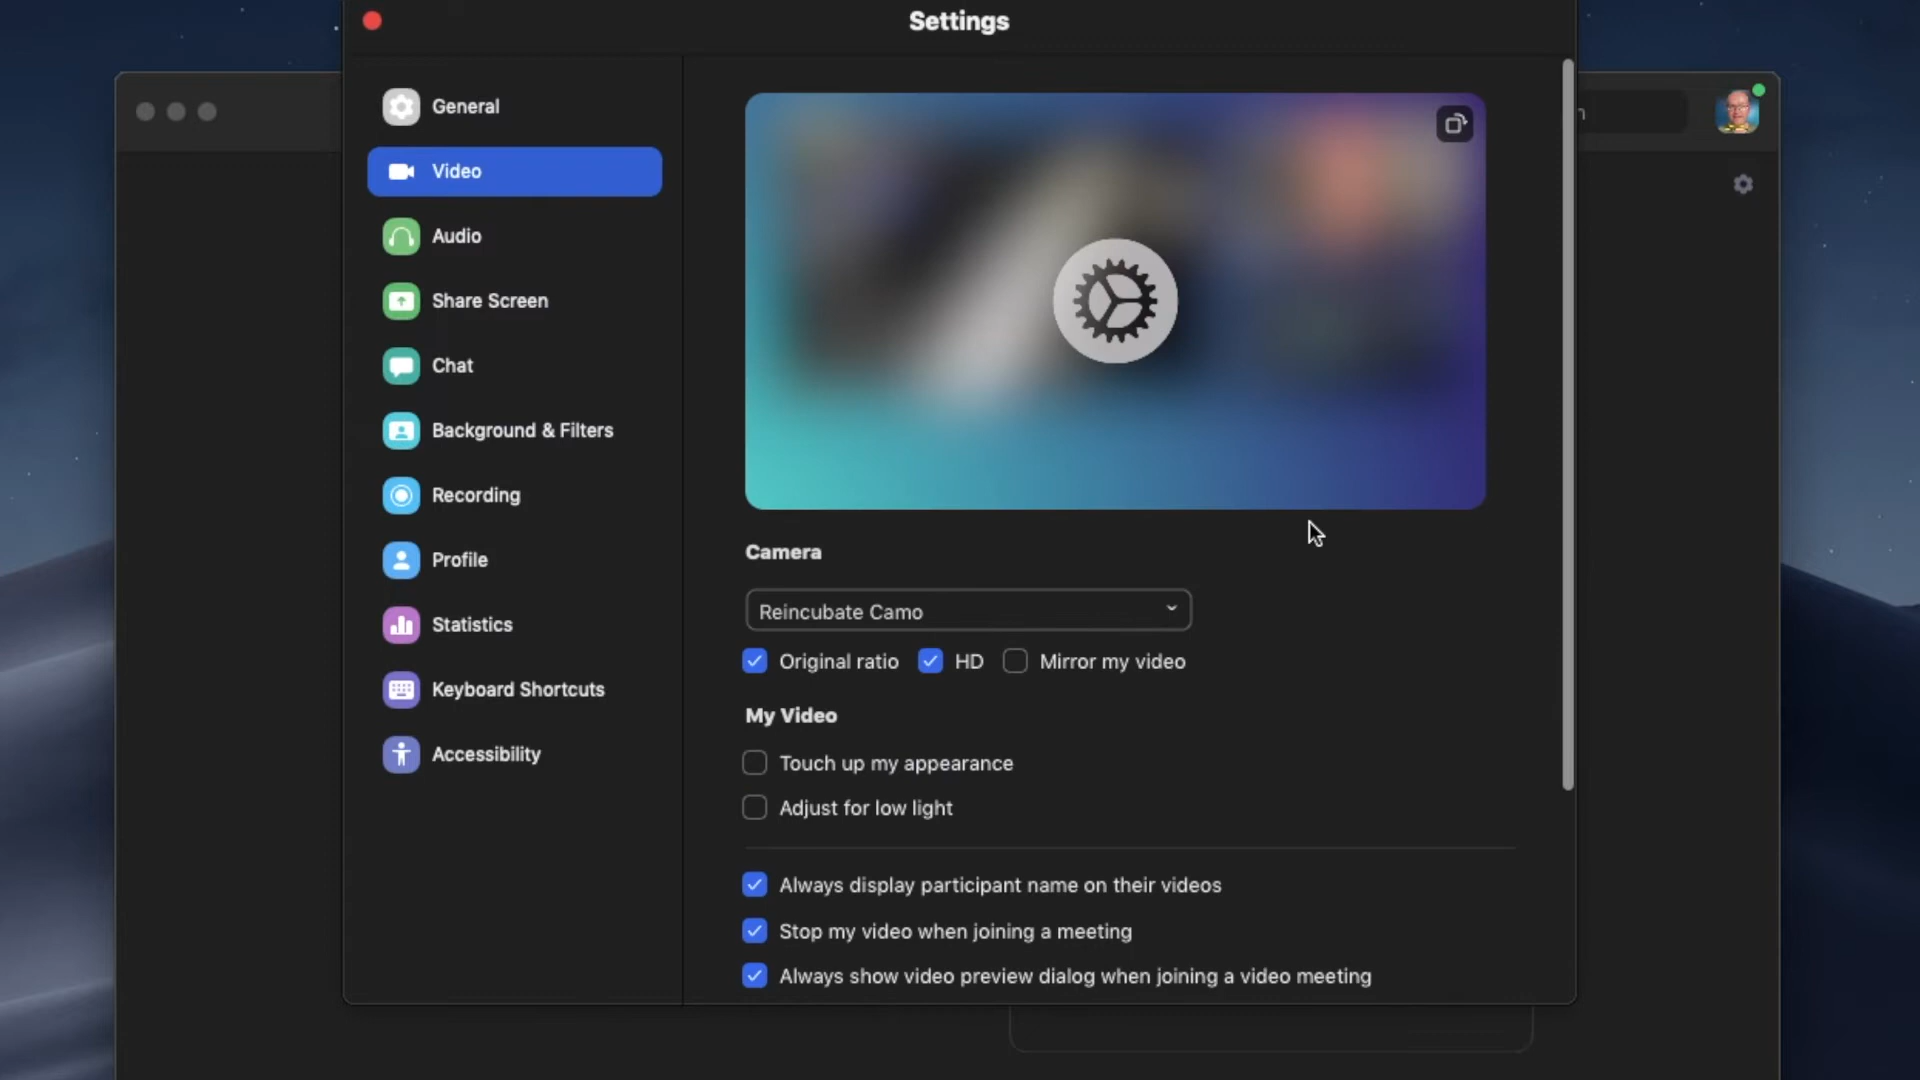 Settings
General
Video
Audio
Share Screen
Chat
Background & Filters
Recording
Profile
Statistics
Keyboard Shortcuts
Accessibility
Camera
Reincubate Camo
Original ratio HD Mirror my video
My Video
Touch up my appearance
Adjust for low light
Always display participant name on their videos
Stop my video when joining a meeting
Always show video preview dialog when joining a video meeting